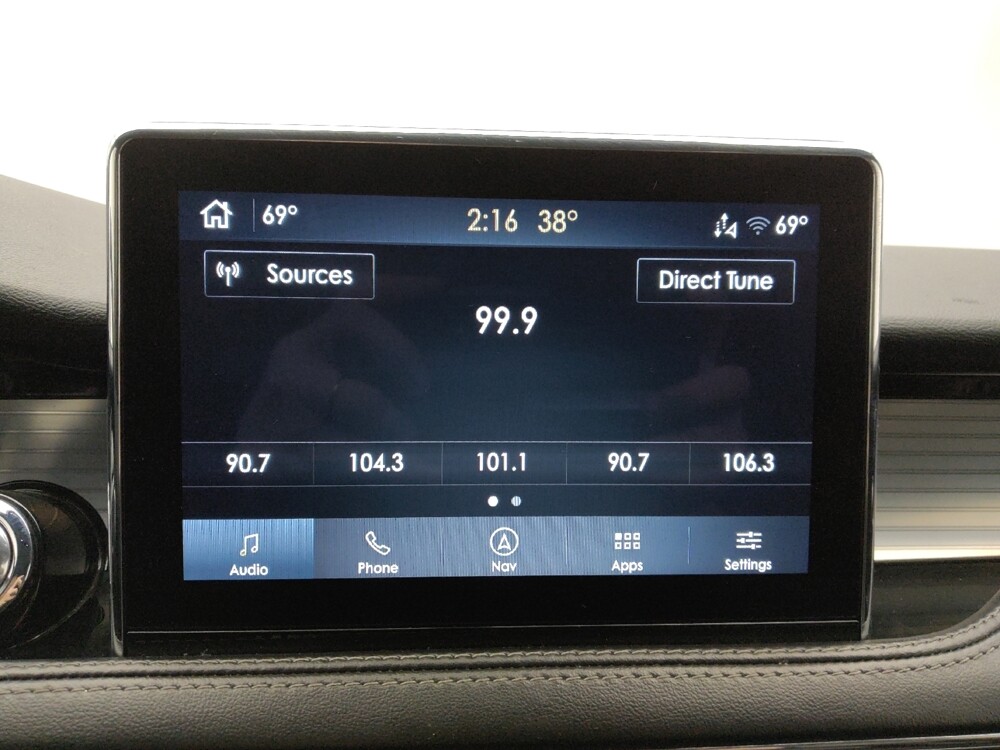 69° 2:16 38° 69°
Sources Direct Tune
99.9
90.7 104.3 101.1 90.7 106.3
Audio Phone Nav Apps Settings